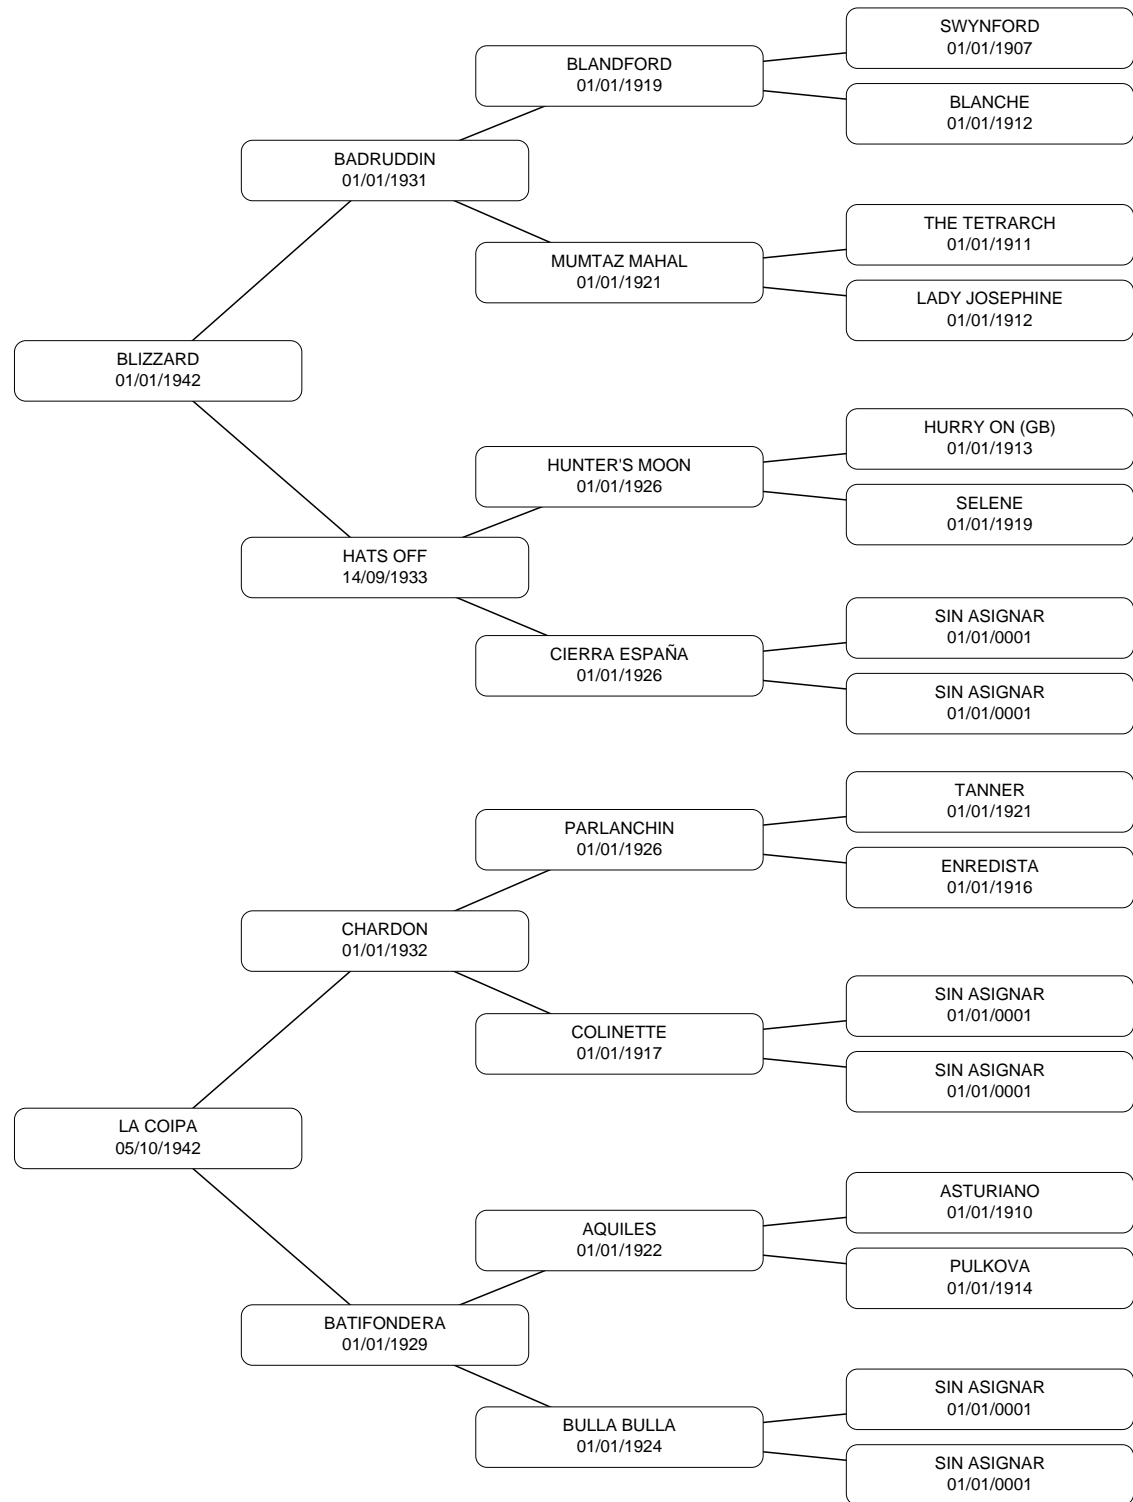 SWYNFORD
01/01/1907
BLANDFORD
01/01/1919
BLANCHE
01/01/1912
BADRUDDIN
01/01/1931
THE TETRARCH
01/01/1911
MUMTAZ MAHAL
01/01/1921
LADY JOSEPHINE
01/01/1912
BLIZZARD
01/01/1942
HURRY ON (GB)
01/01/1913
HUNTER'S MOON
01/01/1926
SELENE
01/01/1919
HATS OFF
14/09/1933
SIN ASIGNAR
01/01/0001
CIERRA ESPAÑA
01/01/1926
SIN ASIGNAR
01/01/0001
TANNER
01/01/1921
PARLANCHIN
01/01/1926
ENREDISTA
01/01/1916
CHARDON
01/01/1932
SIN ASIGNAR
01/01/0001
COLINETTE
01/01/1917
SIN ASIGNAR
01/01/0001
LA COIPA
05/10/1942
ASTURIANO
01/01/1910
AQUILES
01/01/1922
PULKOVA
01/01/1914
BATIFONDERA
01/01/1929
SIN ASIGNAR
01/01/0001
BULLA BULLA
01/01/1924
SIN ASIGNAR
01/01/0001